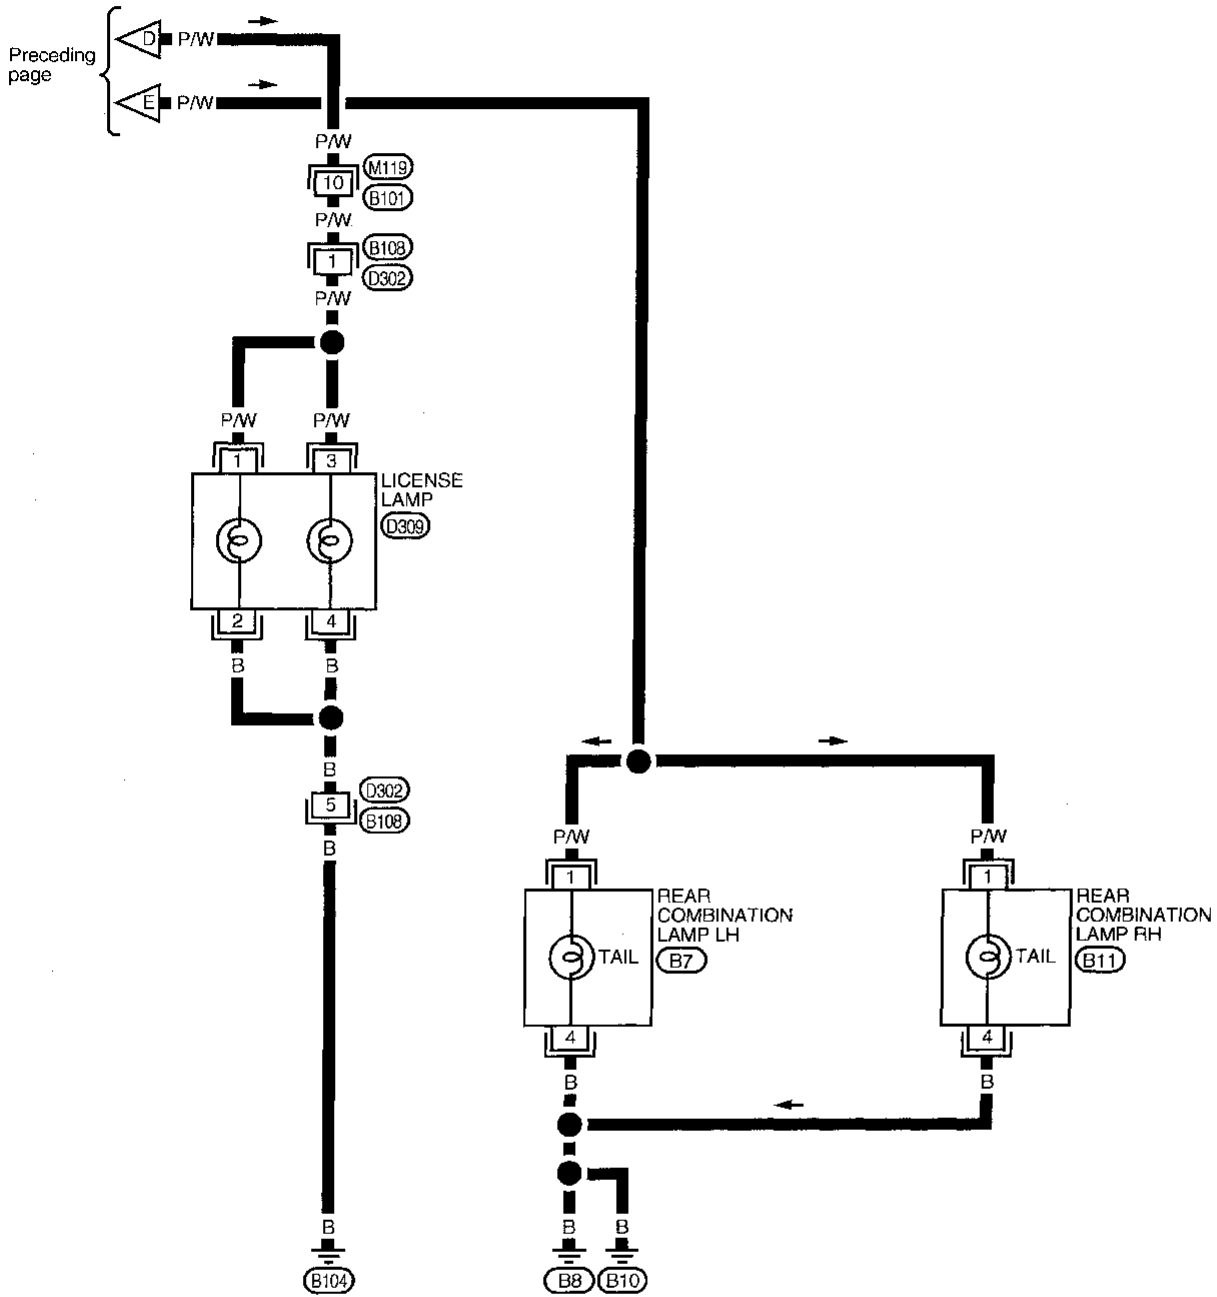 D P/W
Preceding
page
E P/W
P/W
10 M119
B101
P/W
1 B108
D302
P/W
P/W P/W
1 3
LICENSE
LAMP
D309
2 4
B B
B
5 D302
B108
B
P/W P/W
1 1
REAR
COMBINATION
LAMP LH
TAIL B7
REAR
COMBINATION
LAMP RH
TAIL B11
4 4
B B
B B B
B104 B8 B10